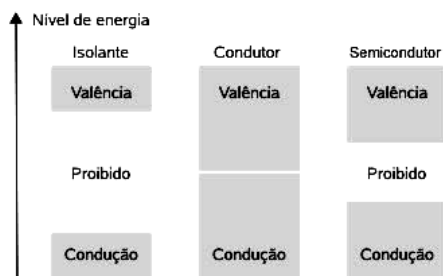 Nível de energia
Isolante Condutor Semicondutor
Valência Valência Valência
Proibido Proibido
Condução Condução Condução